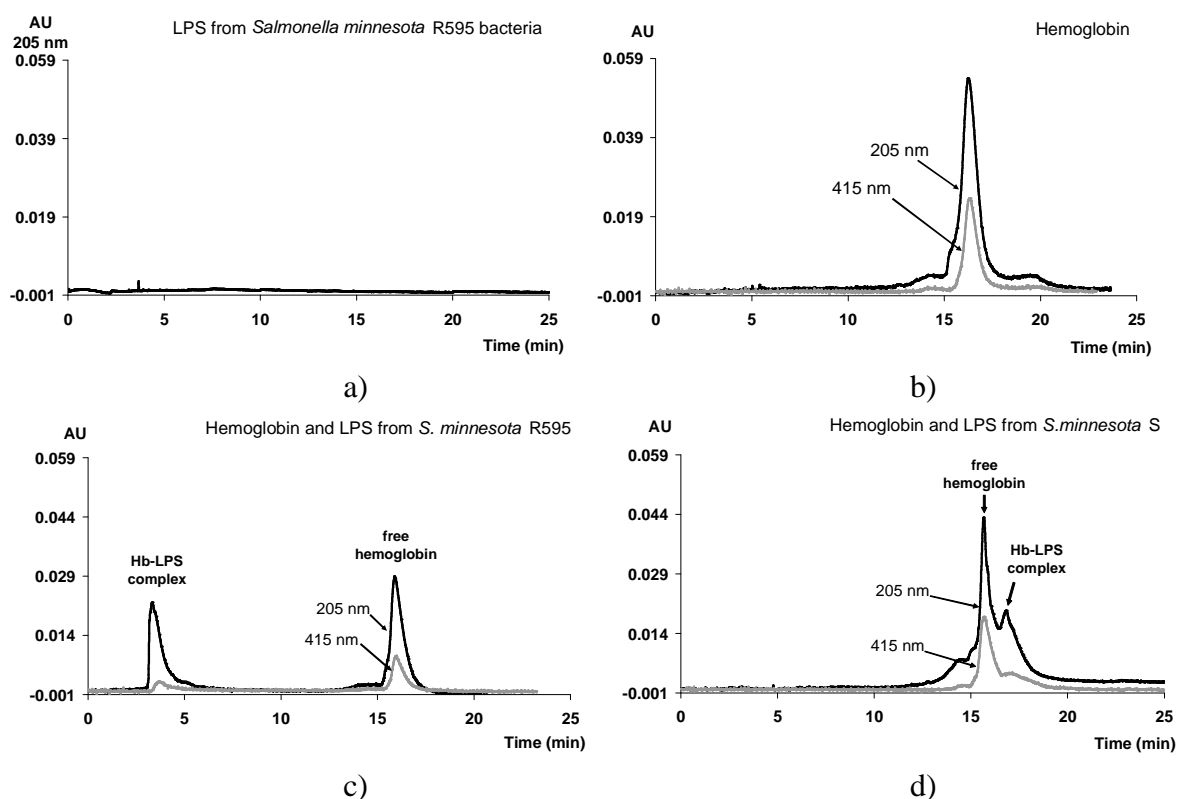 AU
205 nm
LPS from Salmonella minnesota R595 bacteria
0.059
0.039
0.019
-0.001
0 5 10 15 20 25
Time (min)
a)
AU
Hemoglobin
0.059
0.039
0.019
-0.001
205 nm
415 nm
0 5 10 15 20 25
Time (min)
b)
AU
Hemoglobin and LPS from S. minnesota R595
0.059
0.044
0.029
0.014
-0.001
Hb-LPS
complex
free
hemoglobin
205 nm
415 nm
0 5 10 15 20 25
Time (min)
c)
AU
Hemoglobin and LPS from S.minnesota S
0.059
0.044
0.029
0.014
-0.001
free
hemoglobin
Hb-LPS
complex
205 nm
415 nm
0 5 10 15 20 25
Time (min)
d)